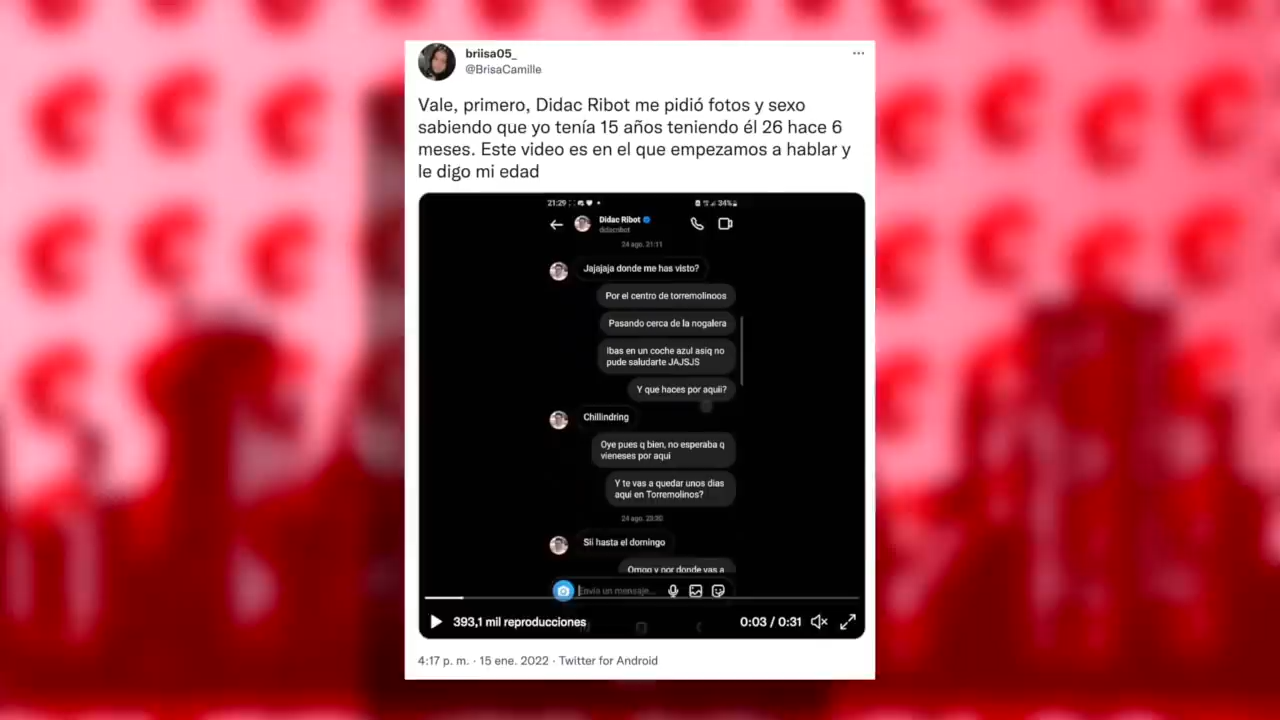 briisa05_
@BrisaCamille
Vale, primero, Didac Ribot me pidió fotos y sexo
sabiendo que yo tenía 15 años teniendo él 26 hace 6
meses. Este video es en el que empezamos a hablar y
le digo mi edad
21:29
34%
Didac Ribot
didacribot
24 ago. 21:11
Jajajaja donde me has visto?
Por el centro de torremolinoos
Pasando cerca de la nogalera
Ibas en un coche azul asiq no
pude saludarte JAJSJS
Y que haces por aquii?
Chillindring
Oye pues q bien, no esperaba q
vieneses por aqui
Y te vas a quedar unos dias
aqui en Torremolinos?
24 ago.
Sii hasta el domingo
Omgg y por donde vas a
Envía un mensaje...
393,1 mil reproducciones
0:03 / 0:31
4:17 p. m. · 15 ene. 2022 · Twitter for Android